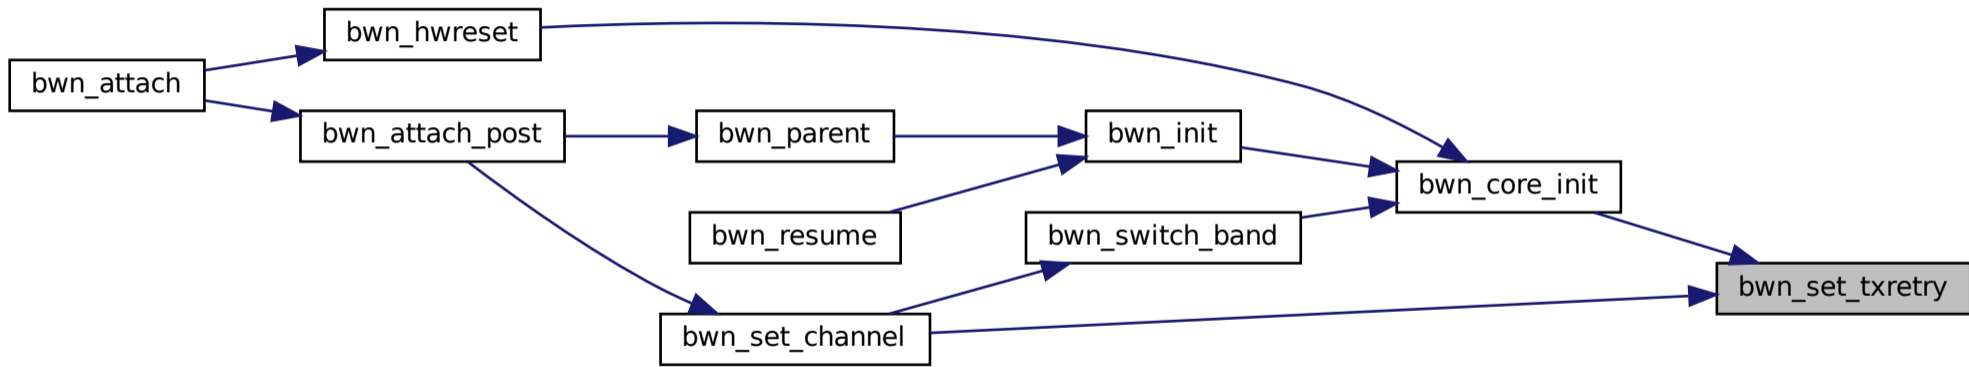 bwn_hwreset
bwn_attach
bwn_attach_post
bwn_parent
bwn_init
bwn_core_init
bwn_resume
bwn_switch_band
bwn_set_txretry
bwn_set_channel